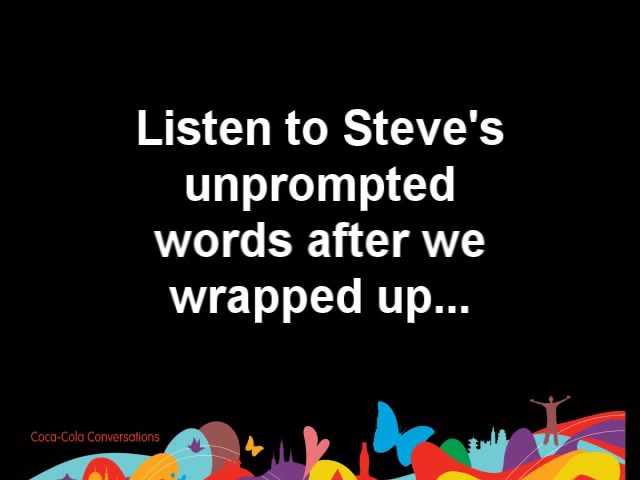 Listen to Steve's
unprompted
words after we
wrapped up...
Coca-Cola Conversations